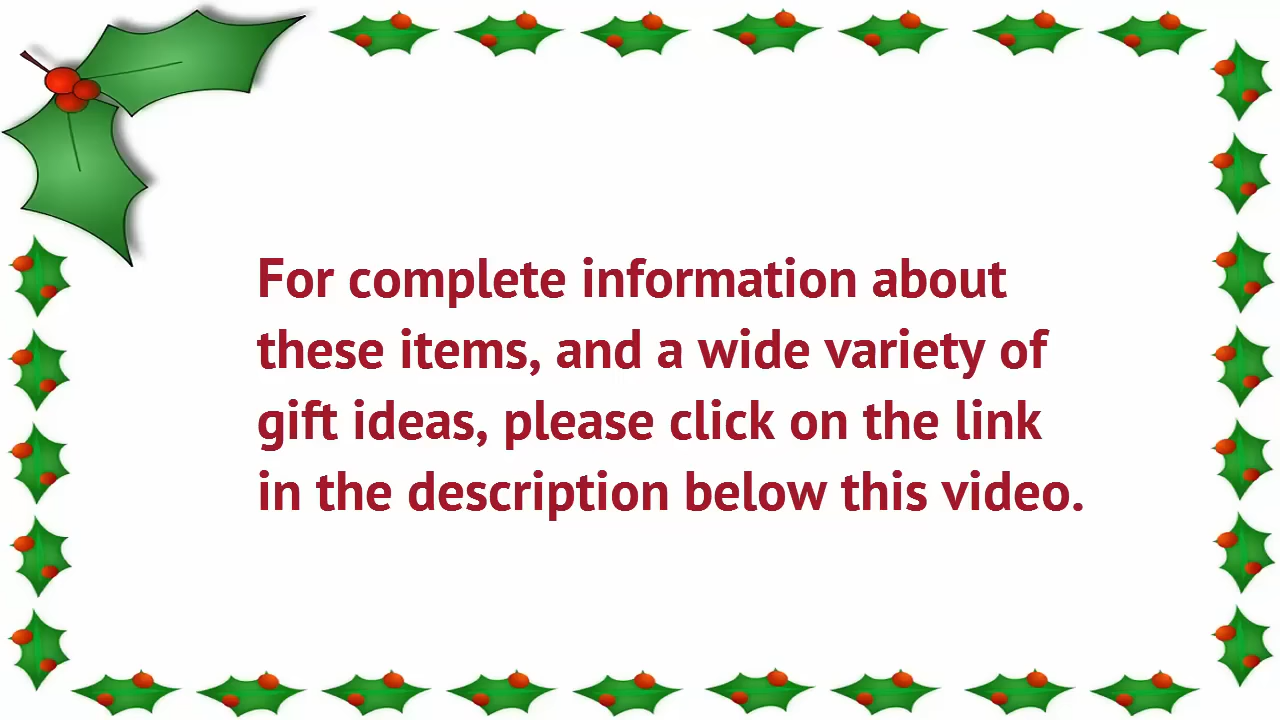 For complete information about
these items, and a wide variety of
gift ideas, please click on the link
in the description below this video.